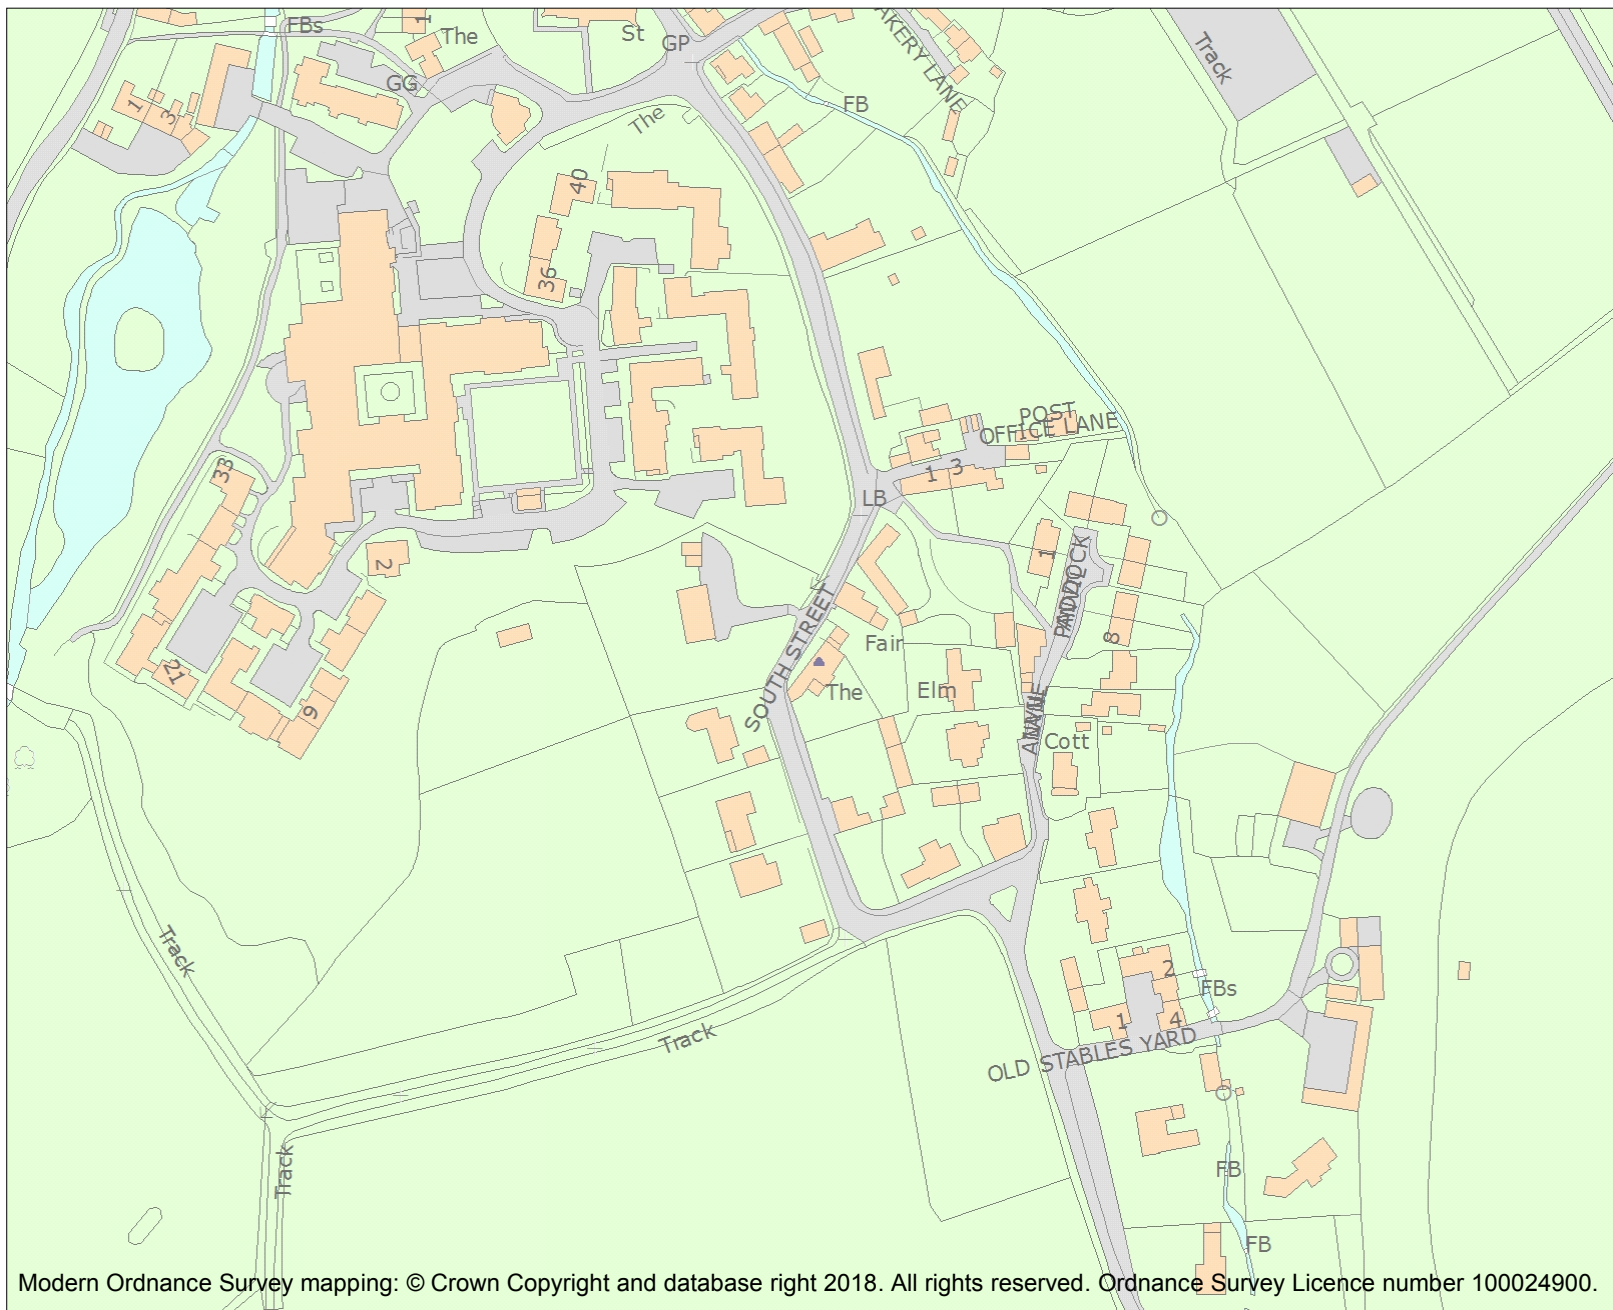 FBs
1
The
St
GP
AKERY LANE
Track
GG
1
3
FB
The
40
36
POST
OFFICE LANE
1 3
33
LB
1
PADDOCK
2
8
SOUTH STREET
Fair
The
Elm
21
9
Cott
Track
2
FBs
1
4
OLD STABLES YARD
Track
Track
FB
FB
Modern Ordnance Survey mapping: © Crown Copyright and database right 2018. All rights reserved. Ordnance Survey Licence number 100024900.